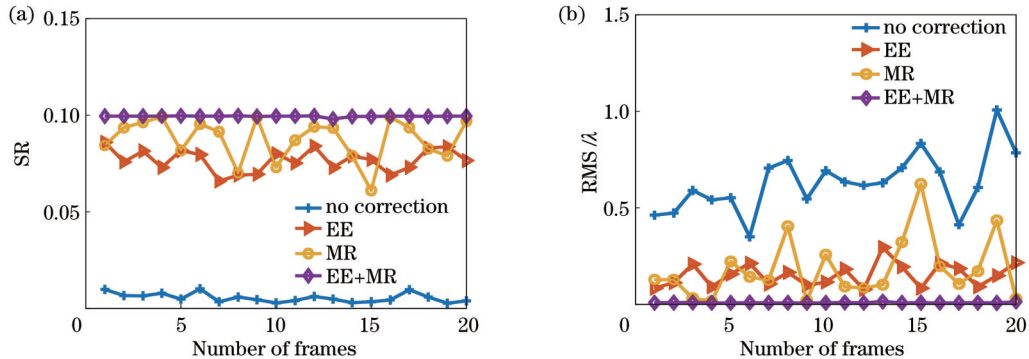 (a)
0.15
0.10
0.05
SR
no correction
EE
MR
EE+MR
5
10
15
20
Number of frames
(b)
1.5
1.0
0.5
0
RMS /λ
no correction
EE
MR
EE+MR
5
10
15
20
Number of frames